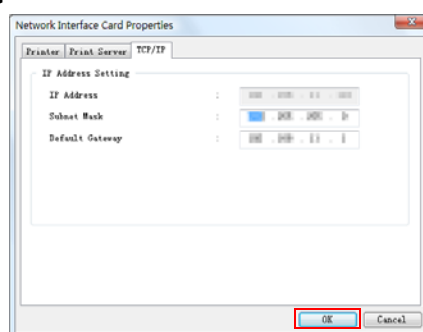 Network Interface Card Properties
Printer Print Server TCP/IP
IP Address Setting
IP Address :
Subnet Mask :
Default Gateway :
OK Cancel